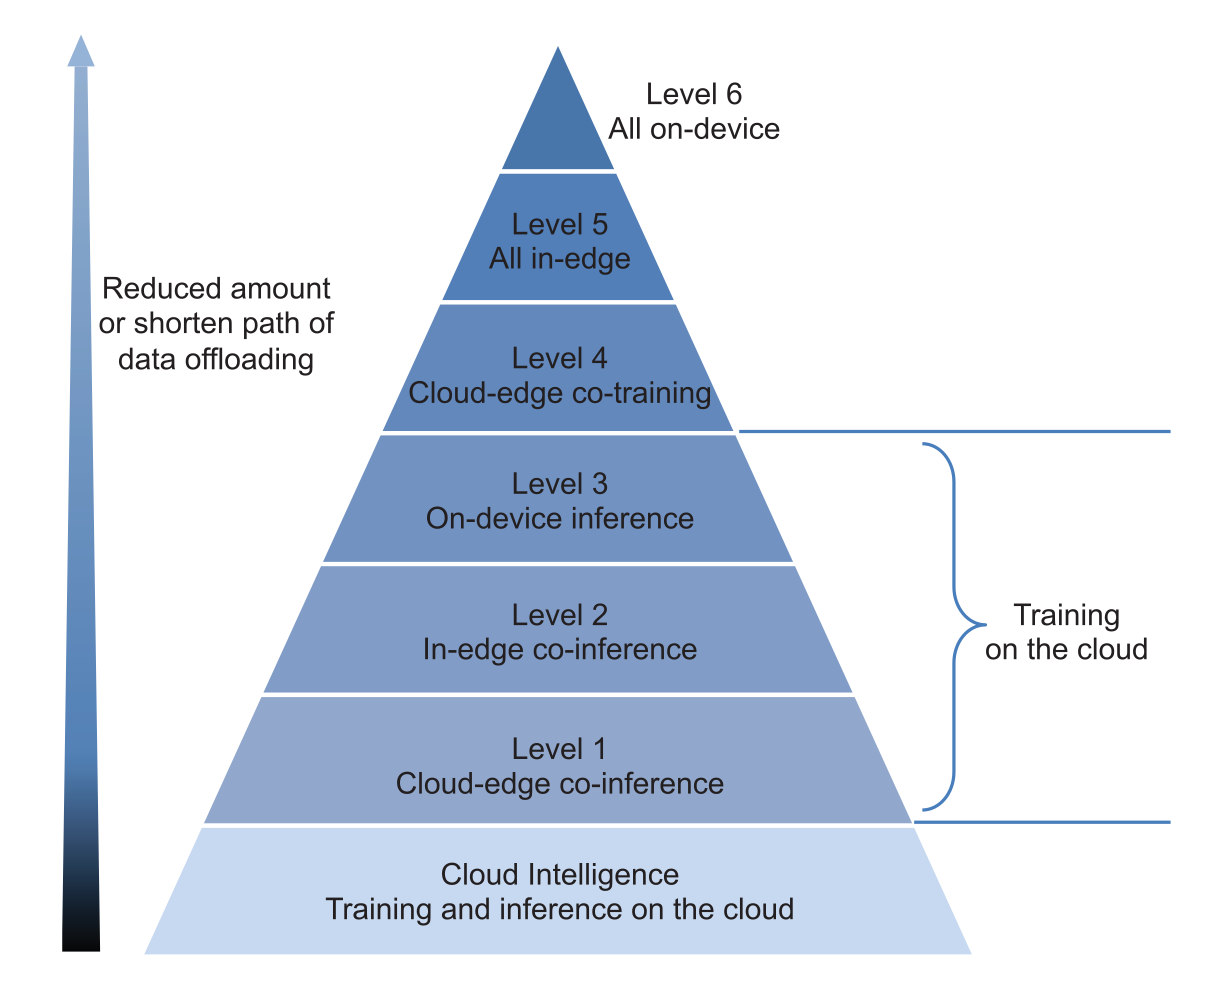 Level 6
All on-device
Level 5
All in-edge
Reduced amount
or shorten path of
data offloading
Level 4
Cloud-edge co-training
Level 3
On-device inference
Level 2
In-edge co-inference
Training
on the cloud
Level 1
Cloud-edge co-inference
Cloud Intelligence
Training and inference on the cloud